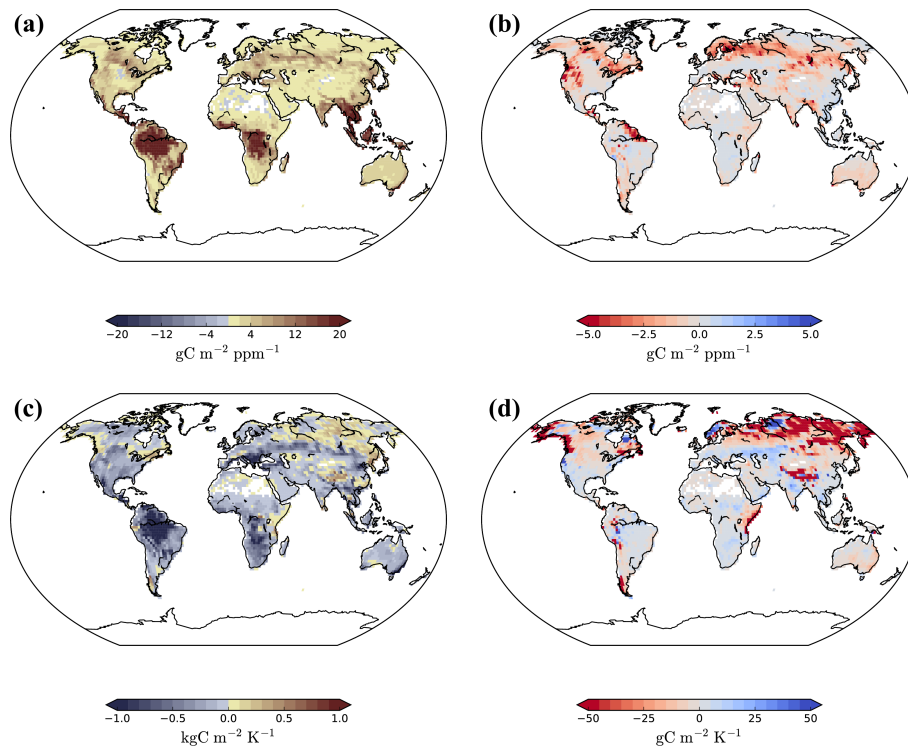 (a)
(b)
−20 −12 −4 4 12 20
gC m⁻² ppm⁻¹
−5.0 −2.5 0.0 2.5 5.0
gC m⁻² ppm⁻¹
(c)
(d)
−1.0 −0.5 0.0 0.5 1.0
kgC m⁻² K⁻¹
−50 −25 0 25 50
gC m⁻² K⁻¹